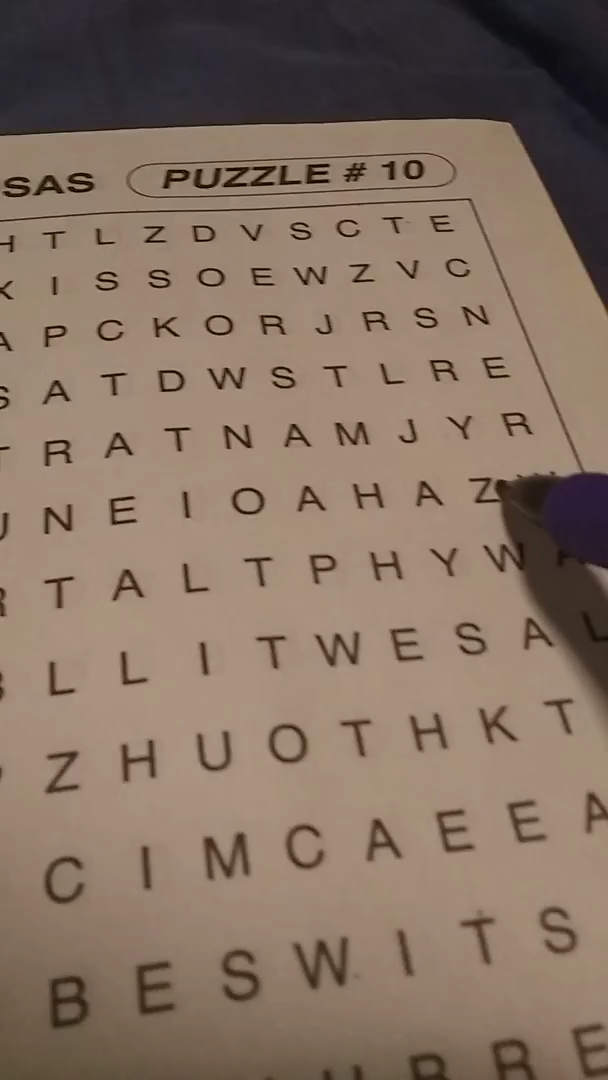 SAS PUZZLE # 10
H T L Z D V S C T E
K I S S O E W Z V C
A P C K O R J R S N
S A T D W S T L R E
T R A T N A M J Y R
U N E I O A H A Z
R T A L T P H Y W A
B L L I T W E S A L
Z H U O T H K T
C I M C A E E A
B E S W I T S
U R R E